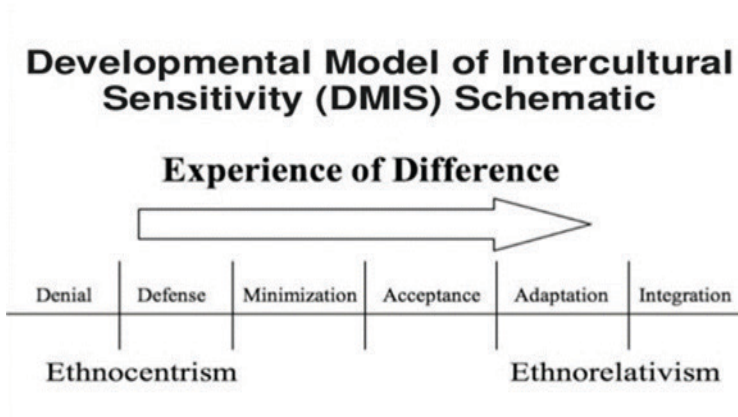 Developmental Model of Intercultural
Sensitivity (DMIS) Schematic
Experience of Difference
Denial Defense Minimization Acceptance Adaptation Integration
Ethnocentrism Ethnorelativism